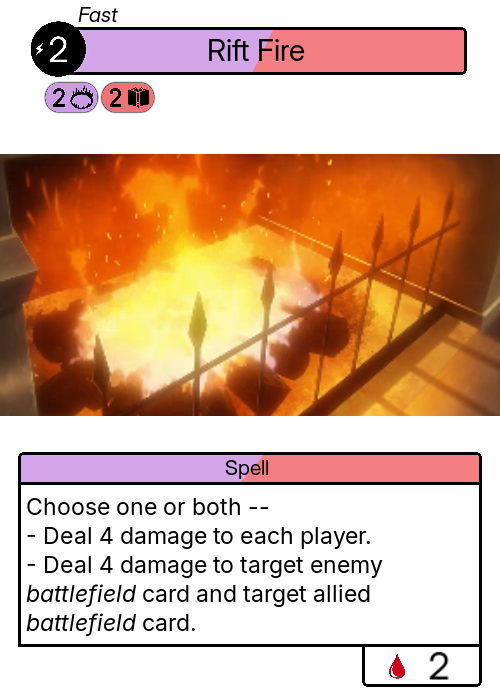 Fast
2
Rift Fire
2 2
Spell
Choose one or both --
- Deal 4 damage to each player.
- Deal 4 damage to target enemy
battlefield card and target allied
battlefield card.
2